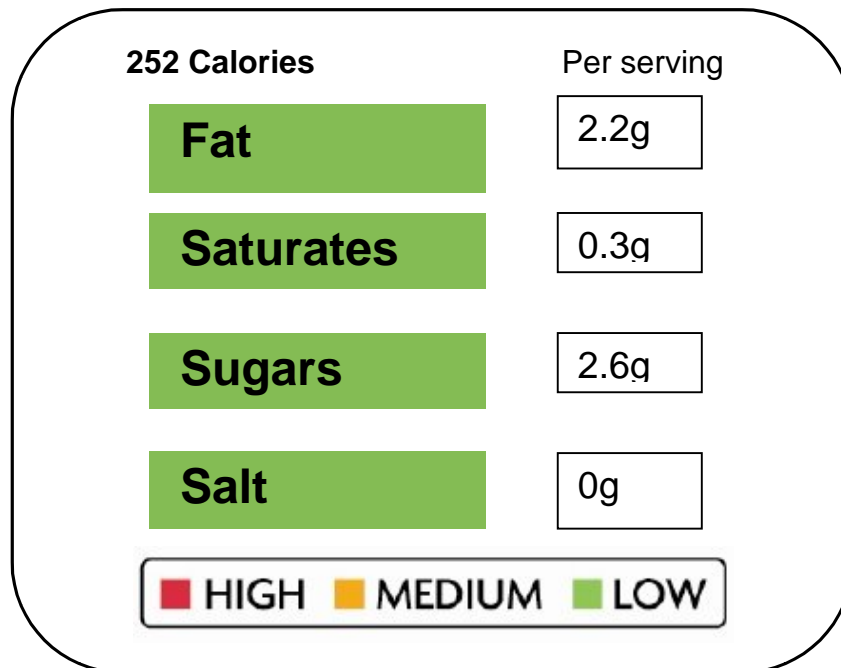 252 Calories Per serving
Fat 2.2g
Saturates 0.3g
Sugars 2.6g
Salt 0g
HIGH MEDIUM LOW